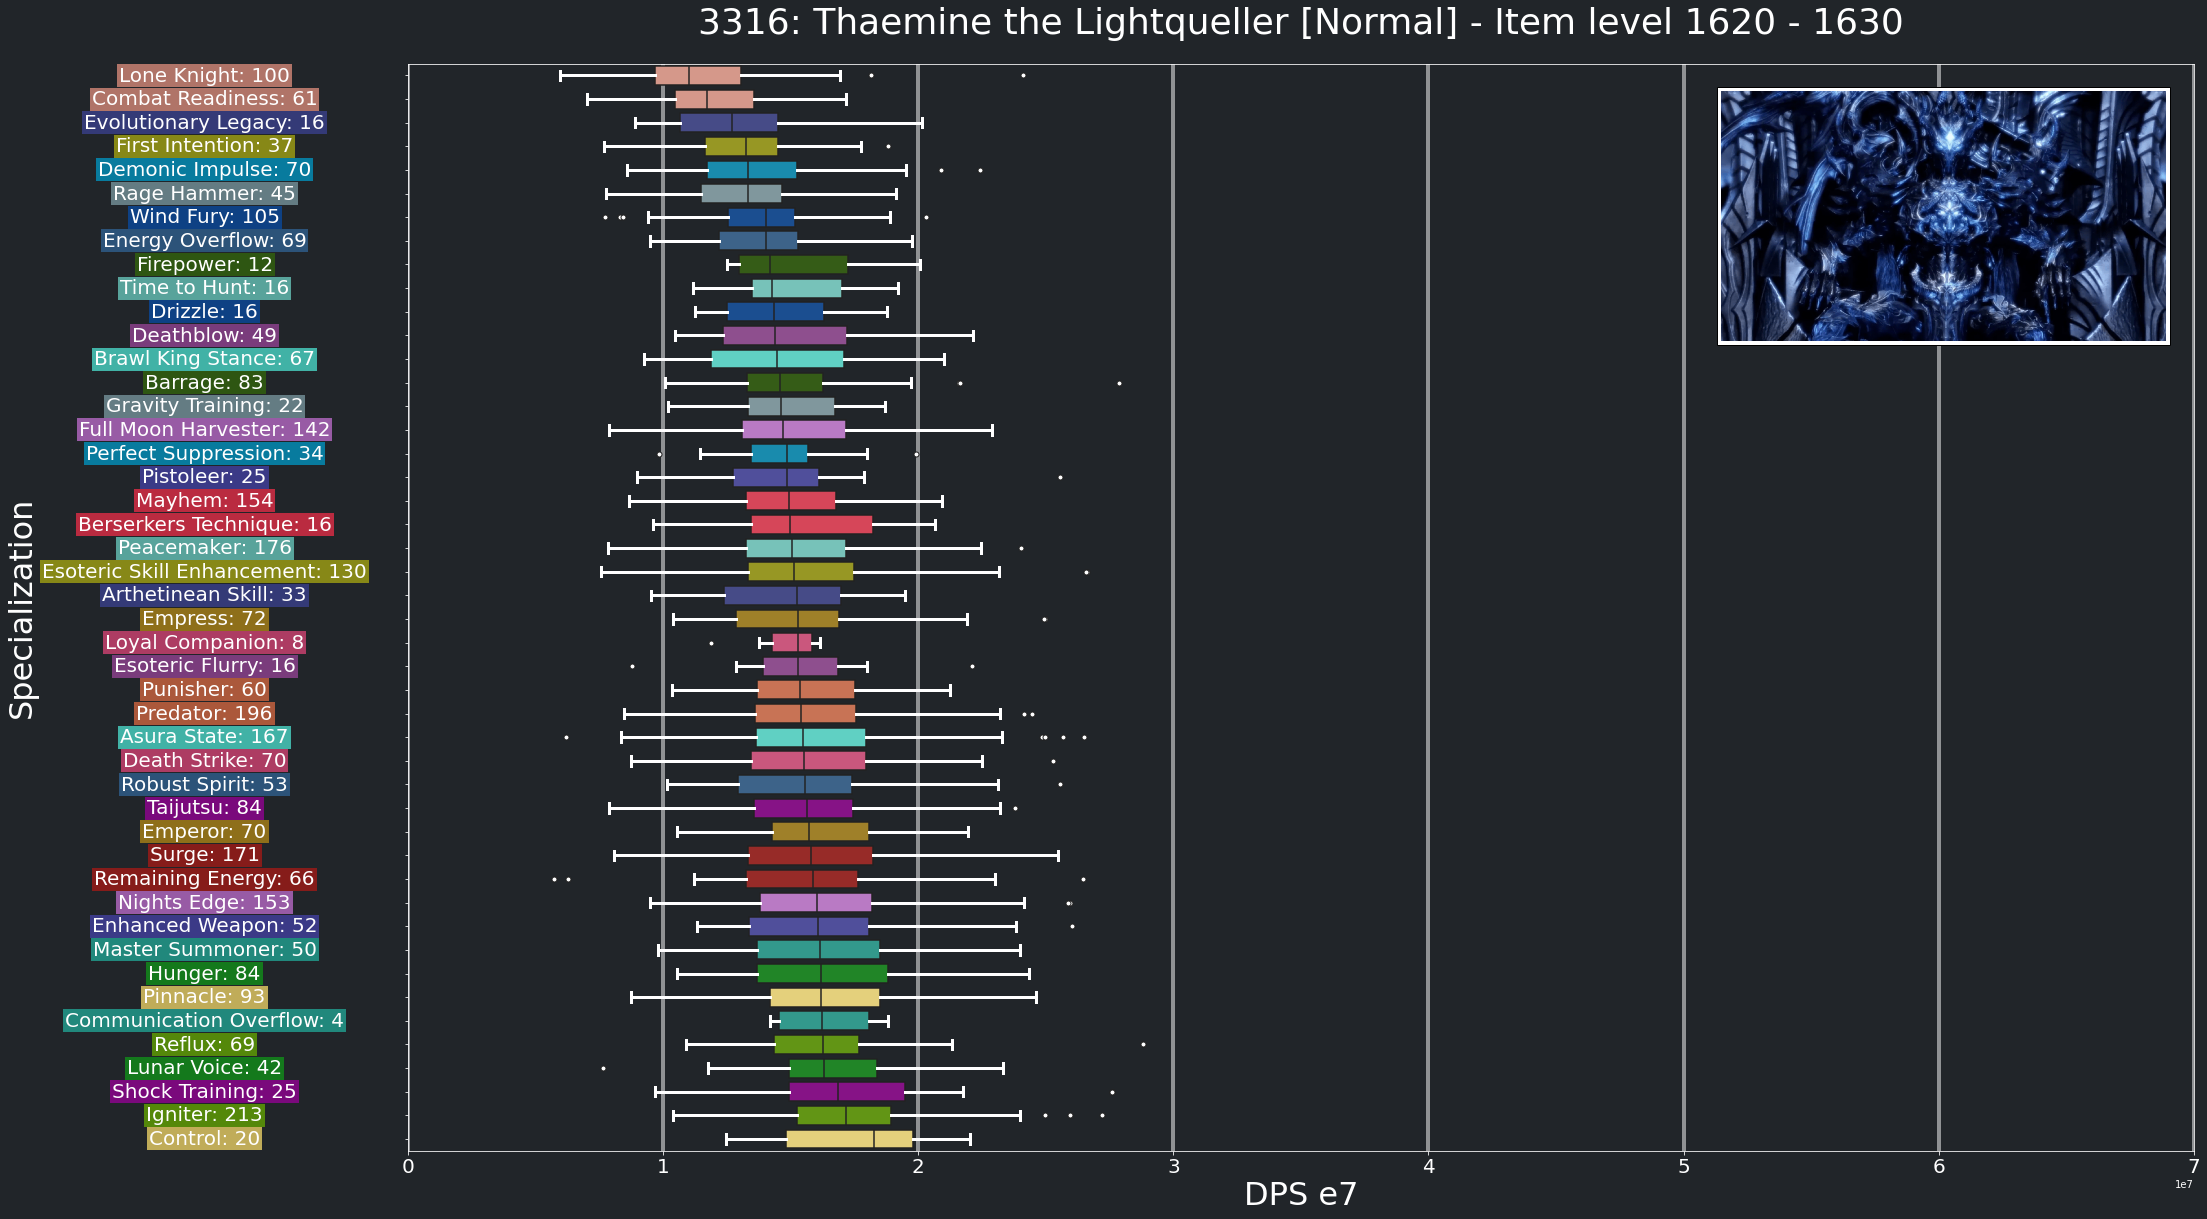 3316: Thaemine the Lightqueller [Normal] - Item level 1620 - 1630
Specialization
Lone Knight: 100
Combat Readiness: 61
Evolutionary Legacy: 16
First Intention: 37
Demonic Impulse: 70
Rage Hammer: 45
Wind Fury: 105
Energy Overflow: 69
Firepower: 12
Time to Hunt: 16
Drizzle: 16
Deathblow: 49
Brawl King Stance: 67
Barrage: 83
Gravity Training: 22
Full Moon Harvester: 142
Perfect Suppression: 34
Pistoleer: 25
Mayhem: 154
Berserkers Technique: 16
Peacemaker: 176
Esoteric Skill Enhancement: 130
Arthetinean Skill: 33
Empress: 72
Loyal Companion: 8
Esoteric Flurry: 16
Punisher: 60
Predator: 196
Asura State: 167
Death Strike: 70
Robust Spirit: 53
Taijutsu: 84
Emperor: 70
Surge: 171
Remaining Energy: 66
Nights Edge: 153
Enhanced Weapon: 52
Master Summoner: 50
Hunger: 84
Pinnacle: 93
Communication Overflow: 4
Reflux: 69
Lunar Voice: 42
Shock Training: 25
Igniter: 213
Control: 20
0 1 2 3 4 5 6 7
1e7
DPS e7